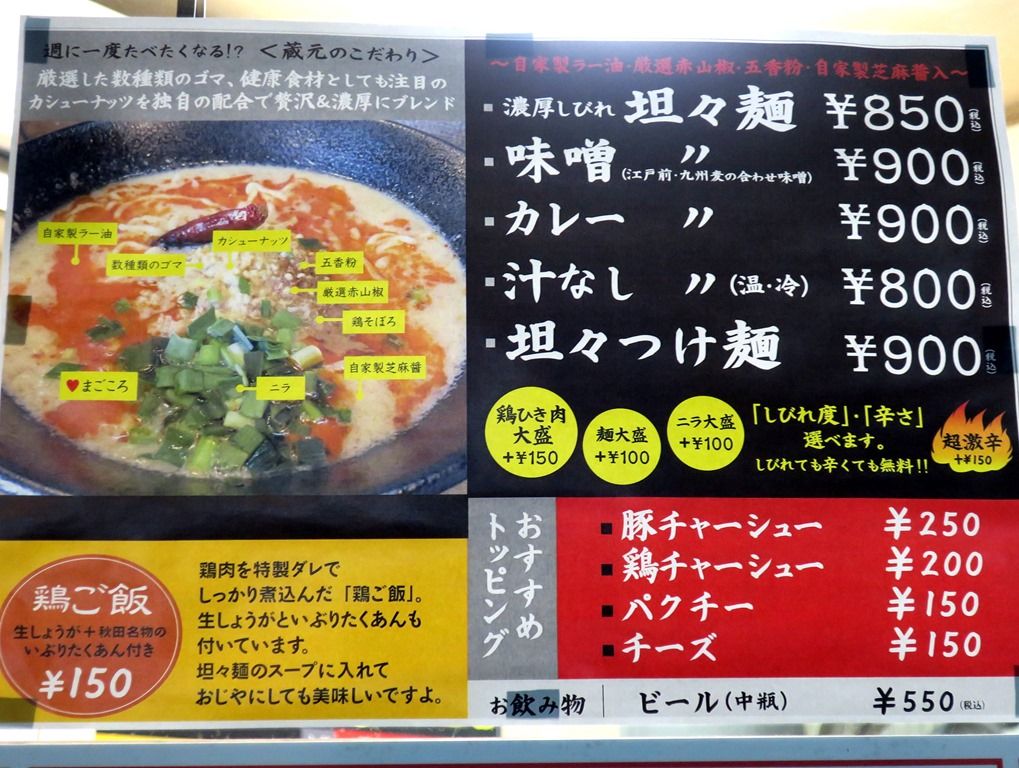 週に一度たべたくなる!? <蔵元のこだわり>
厳選した数種類のゴマ、健康食材としても注目の
カシューナッツを独自の配合で贅沢&濃厚にブレンド
自家製ラー油
カシューナッツ
数種類のゴマ
五香粉
厳選赤山椒
鶏そぼろ
自家製芝麻醤
♥まごころ
ニラ
鶏ご飯
生しょうが+秋田名物の
いぶりたくあん付き
¥150
鶏肉を特製ダレで
しっかり煮込んだ「鶏ご飯」。
生しょうがといぶりたくあんも
付いています。
坦々麺のスープに入れて
おじやにしても美味しいですよ。
~自家製ラー油・厳選赤山椒・五香粉・自家製芝麻醤入~
▪濃厚しびれ 坦々麺 ¥850(税込)
▪味噌 〃 (江戸前・九州麦の合わせ味噌) ¥900(税込)
▪カレー 〃 ¥900(税込)
▪汁なし 〃 (温・冷) ¥800(税込)
▪坦々つけ麺 ¥900(税込)
鶏ひき肉
大盛
+¥150
麺大盛
+¥100
ニラ大盛
+¥100
「しびれ度」・「辛さ」
選べます。
しびれても辛くても無料!!
超激辛
+¥150
おすすめ
トッピング
■豚チャーシュー ¥250
■鶏チャーシュー ¥200
■パクチー ¥150
■チーズ ¥150
お飲み物 ビール(中瓶) ¥550(税込)